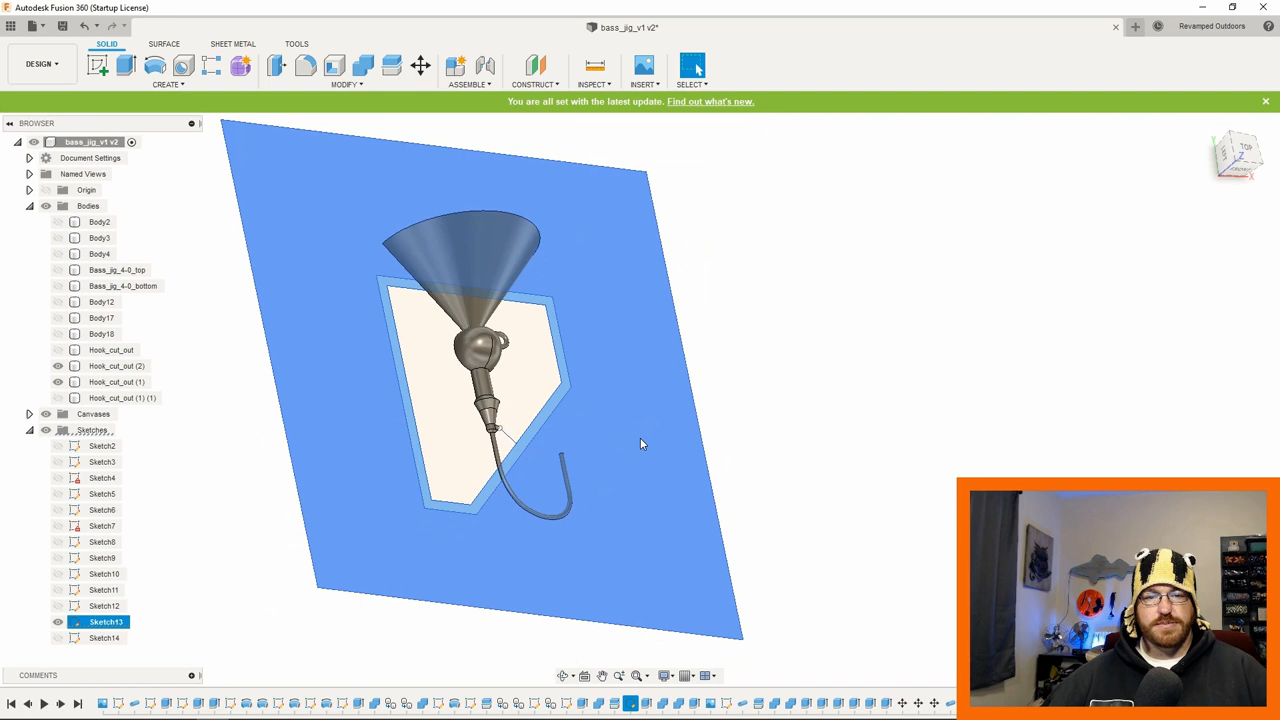 Autodesk Fusion 360 (Startup License)
bass_jig_v1 v2*
Revamped Outdoors
DESIGN
SOLID SURFACE SHEET METAL TOOLS
CREATE MODIFY ASSEMBLE CONSTRUCT INSPECT INSERT SELECT
You are all set with the latest update. Find out what's new.
BROWSER
bass_jig_v1 v2
Document Settings
Named Views
Origin
Bodies
Body2
Body3
Body4
Bass_jig_4-0_top
Bass_jig_4-0_bottom
Body12
Body17
Body18
Hook_cut_out
Hook_cut_out (2)
Hook_cut_out (1)
Hook_cut_out (1) (1)
Canvases
Sketches
Sketch2
Sketch3
Sketch4
Sketch5
Sketch6
Sketch7
Sketch8
Sketch9
Sketch10
Sketch11
Sketch12
Sketch13
Sketch14
COMMENTS
TOP
LEFT
X
Y
Z